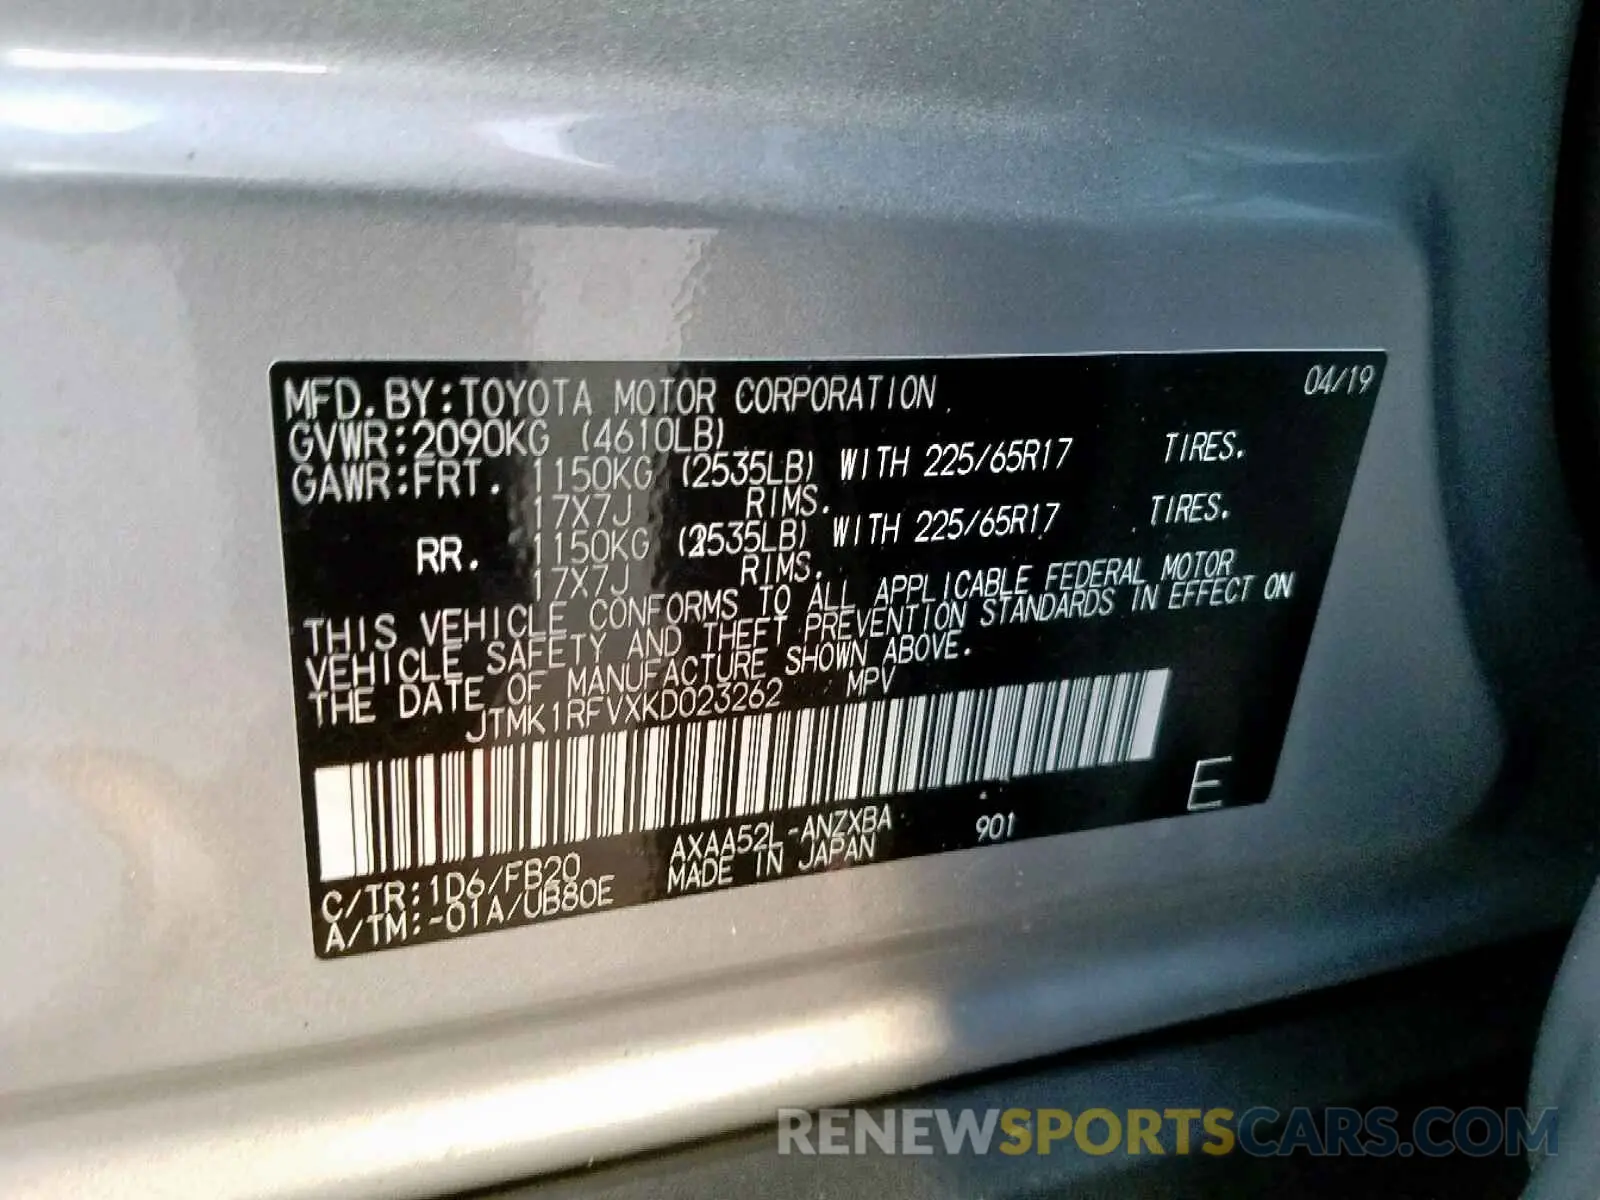 MFD.BY:TOYOTA MOTOR CORPORATION 04/19
GVWR:2090KG (4610LB)
GAWR:FRT. 1150KG (2535LB) WITH 225/65R17 TIRES.
17X7J RIMS.
RR. 1150KG (2535LB) WITH 225/65R17 TIRES.
17X7J RIMS.
THIS VEHICLE CONFORMS TO ALL APPLICABLE FEDERAL MOTOR
VEHICLE SAFETY AND THEFT PREVENTION STANDARDS IN EFFECT ON
THE DATE OF MANUFACTURE SHOWN ABOVE.
JTMK1RFVXKD023262 MPV
E
C/TR:1D6/FB20 AXAA52L-ANZXBA 901
A/TM:-01A/UB80E MADE IN JAPAN
RENEWSPORTSCARS.COM